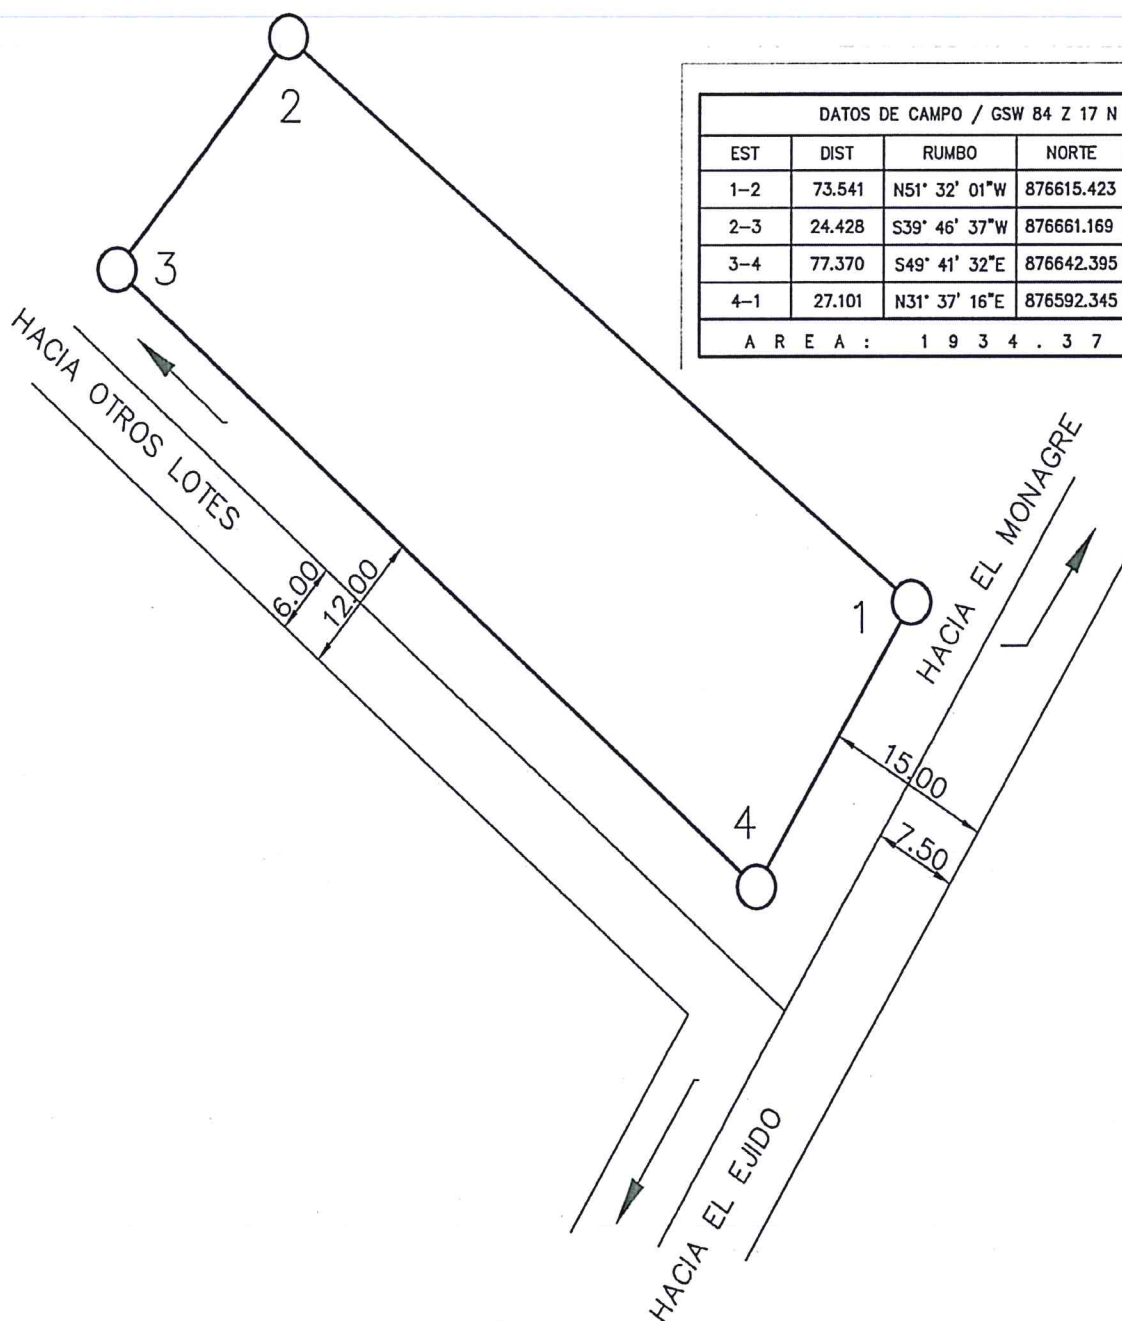 2
DATOS DE CAMPO / GSW 84 Z 17 N
EST DIST RUMBO NORTE
1-2 73.541 N51° 32' 01"W 876615.423
2-3 24.428 S39° 46' 37"W 876661.169
3-4 77.370 S49° 41' 32"E 876642.395
4-1 27.101 N31° 37' 16"E 876592.345
A R E A : 1 9 3 4 . 3 7
3
HACIA OTROS LOTES
6.00
12.00
1
HACIA EL MONAGRE
15.00
7.50
4
HACIA EL EJIDO